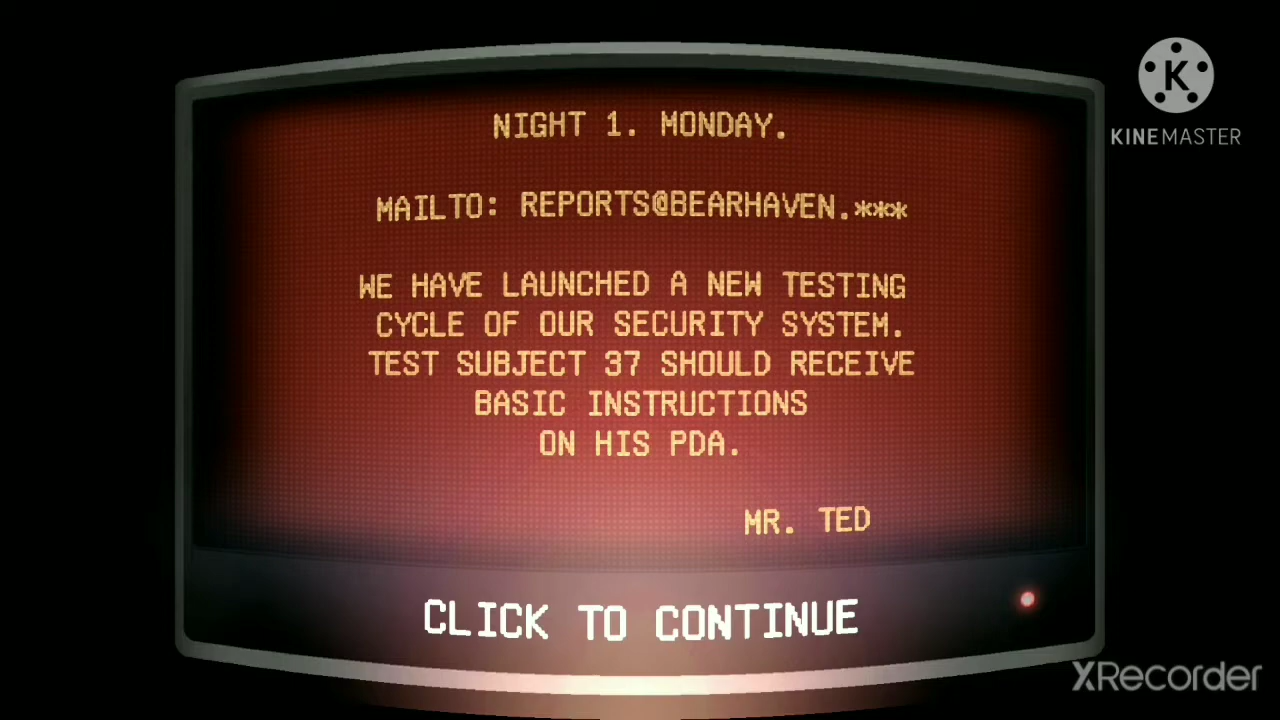 NIGHT 1. MONDAY.
K
KINEMASTER
MAILTO: REPORTS@BEARHAVEN.***
WE HAVE LAUNCHED A NEW TESTING
CYCLE OF OUR SECURITY SYSTEM.
TEST SUBJECT 37 SHOULD RECEIVE
BASIC INSTRUCTIONS
ON HIS PDA.
MR. TED
CLICK TO CONTINUE
XRecorder